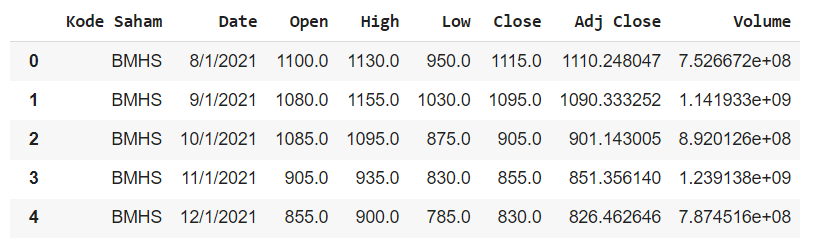 Kode Saham Date Open High Low Close Adj Close Volume
0 BMHS 8/1/2021 1100.0 1130.0 950.0 1115.0 1110.248047 7.526672e+08
1 BMHS 9/1/2021 1080.0 1155.0 1030.0 1095.0 1090.333252 1.141933e+09
2 BMHS 10/1/2021 1085.0 1095.0 875.0 905.0 901.143005 8.920126e+08
3 BMHS 11/1/2021 905.0 935.0 830.0 855.0 851.356140 1.239138e+09
4 BMHS 12/1/2021 855.0 900.0 785.0 830.0 826.462646 7.874516e+08